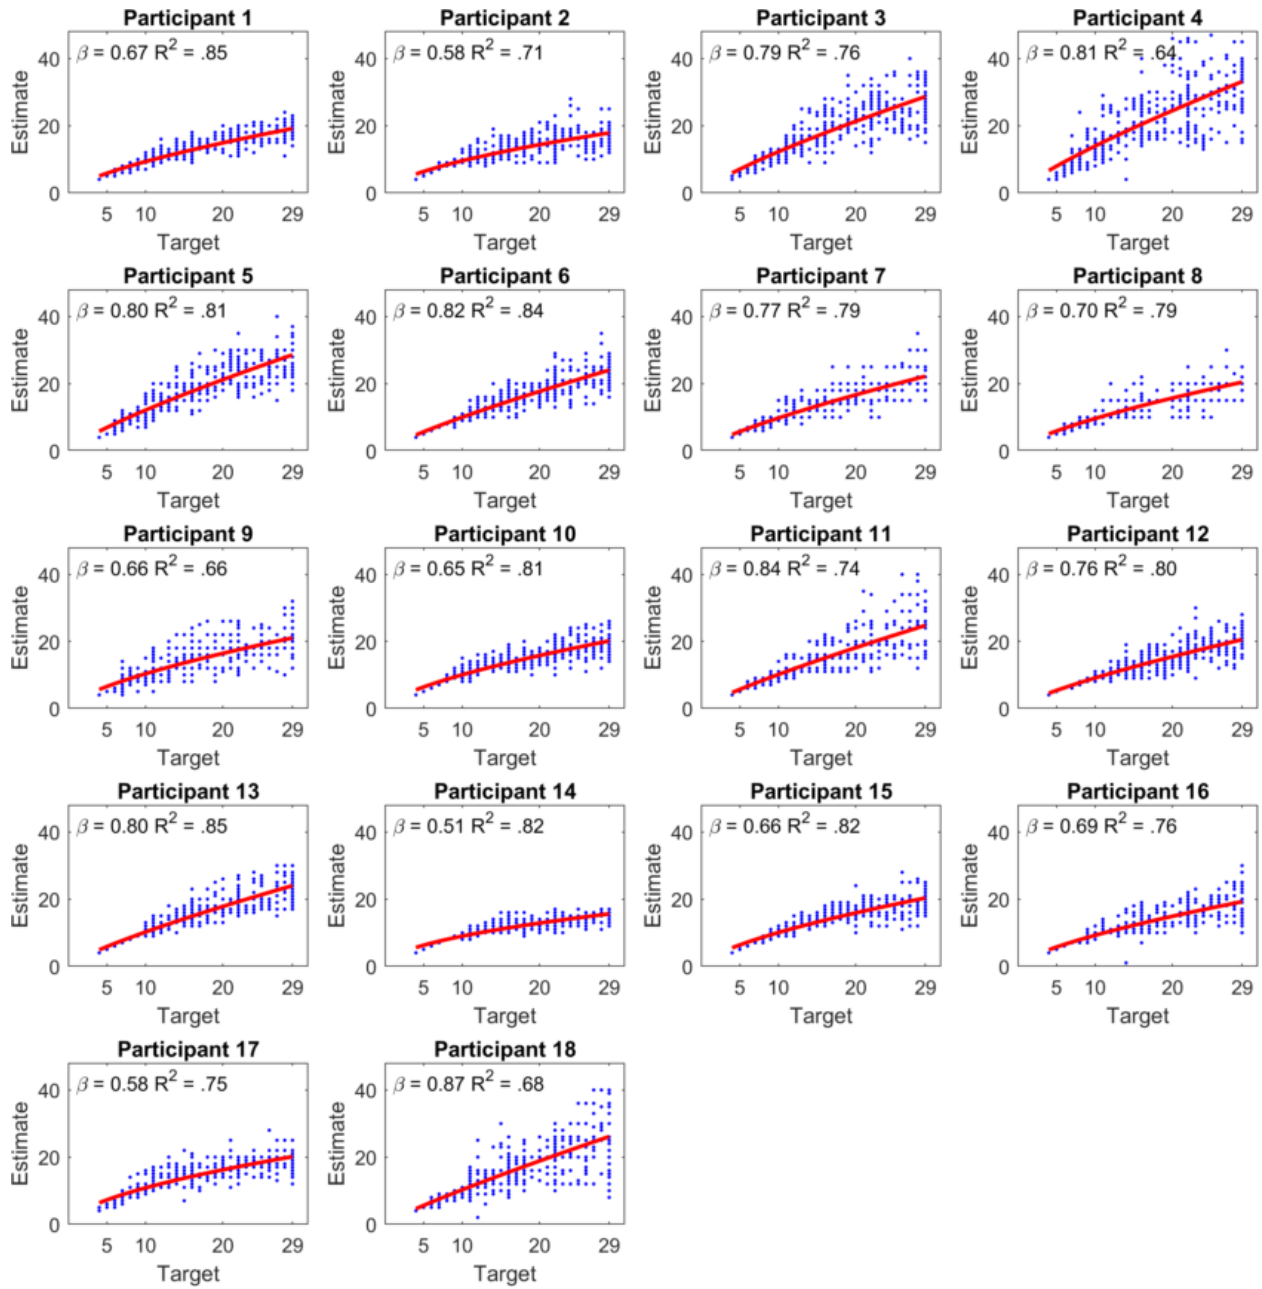 Participant 1 Participant 2 Participant 3 Participant 4
β = 0.67 R² = .85 β = 0.58 R² = .71 β = 0.79 R² = .76 β = 0.81 R² = .64
Estimate Estimate Estimate Estimate
40 40 40 40
20 20 20 20
0 0 0 0
5 10 20 29 5 10 20 29 5 10 20 29 5 10 20 29
Target Target Target Target
Participant 5 Participant 6 Participant 7 Participant 8
β = 0.80 R² = .81 β = 0.82 R² = .84 β = 0.77 R² = .79 β = 0.70 R² = .79
Estimate Estimate Estimate Estimate
40 40 40 40
20 20 20 20
0 0 0 0
5 10 20 29 5 10 20 29 5 10 20 29 5 10 20 29
Target Target Target Target
Participant 9 Participant 10 Participant 11 Participant 12
β = 0.66 R² = .66 β = 0.65 R² = .81 β = 0.84 R² = .74 β = 0.76 R² = .80
Estimate Estimate Estimate Estimate
40 40 40 40
20 20 20 20
0 0 0 0
5 10 20 29 5 10 20 29 5 10 20 29 5 10 20 29
Target Target Target Target
Participant 13 Participant 14 Participant 15 Participant 16
β = 0.80 R² = .85 β = 0.51 R² = .82 β = 0.66 R² = .82 β = 0.69 R² = .76
Estimate Estimate Estimate Estimate
40 40 40 40
20 20 20 20
0 0 0 0
5 10 20 29 5 10 20 29 5 10 20 29 5 10 20 29
Target Target Target Target
Participant 17 Participant 18
β = 0.58 R² = .75 β = 0.87 R² = .68
Estimate Estimate
40 40
20 20
0 0
5 10 20 29 5 10 20 29
Target Target